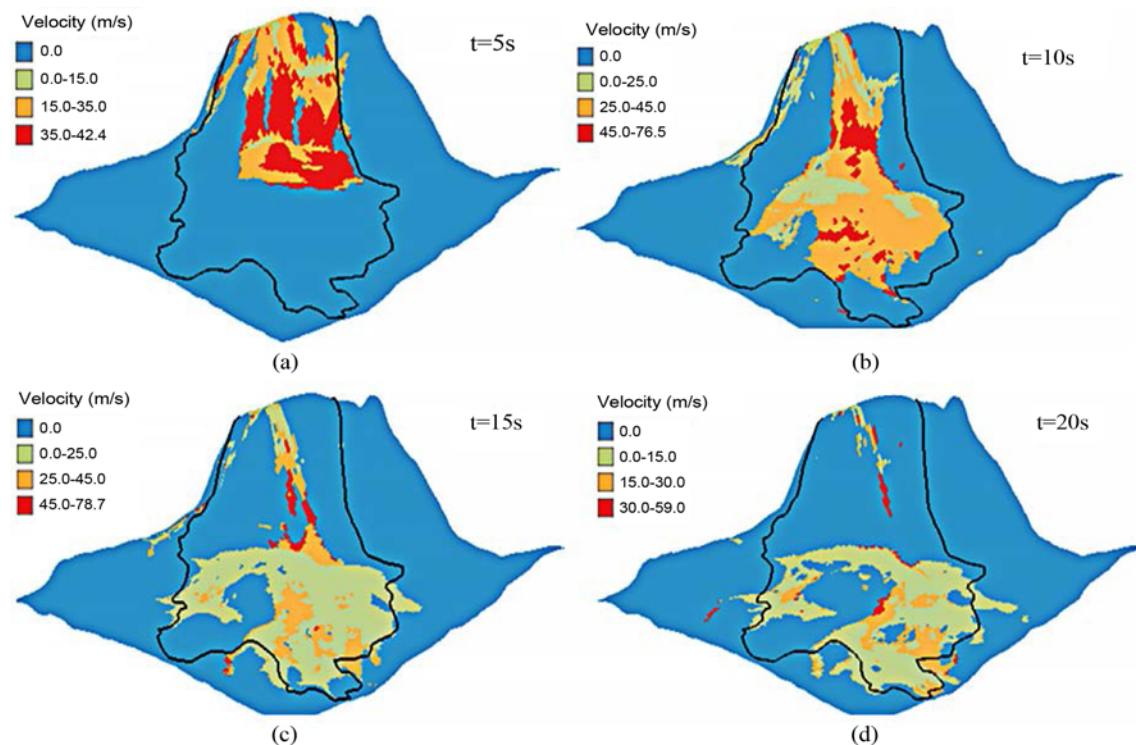 Velocity (m/s)
0.0
0.0-15.0
15.0-35.0
35.0-42.4
t=5s
(a)
Velocity (m/s)
0.0
0.0-25.0
25.0-45.0
45.0-76.5
t=10s
(b)
Velocity (m/s)
0.0
0.0-25.0
25.0-45.0
45.0-78.7
t=15s
(c)
Velocity (m/s)
0.0
0.0-15.0
15.0-30.0
30.0-59.0
t=20s
(d)